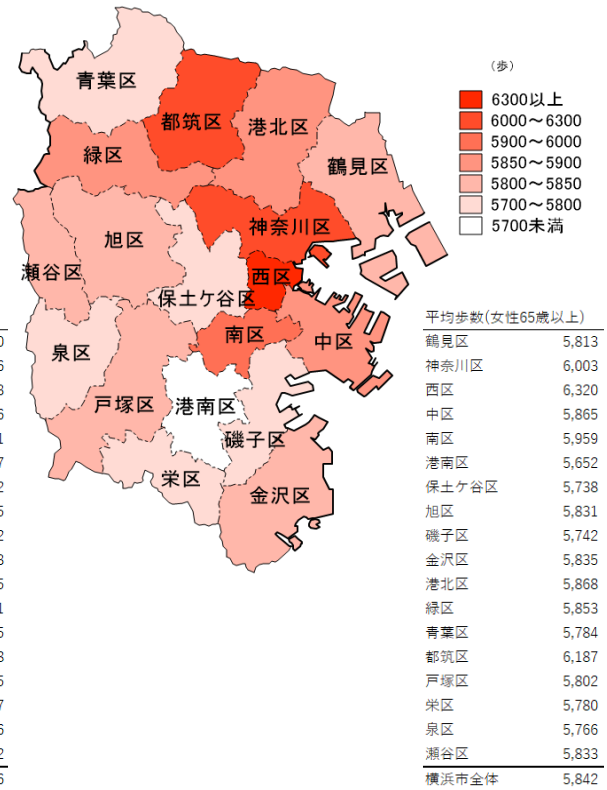 (歩)
6300以上
6000～6300
5900～6000
5850～5900
5800～5850
5700～5800
5700未満
青葉区
都筑区
港北区
緑区
鶴見区
神奈川区
旭区
瀬谷区
西区
保土ケ谷区
南区
中区
泉区
戸塚区
港南区
磯子区
栄区
金沢区
平均歩数(女性65歳以上)
鶴見区 5,813
神奈川区 6,003
西区 6,320
中区 5,865
南区 5,959
港南区 5,652
保土ケ谷区 5,738
旭区 5,831
磯子区 5,742
金沢区 5,835
港北区 5,868
緑区 5,853
青葉区 5,784
都筑区 6,187
戸塚区 5,802
栄区 5,780
泉区 5,766
瀬谷区 5,833
横浜市全体 5,842